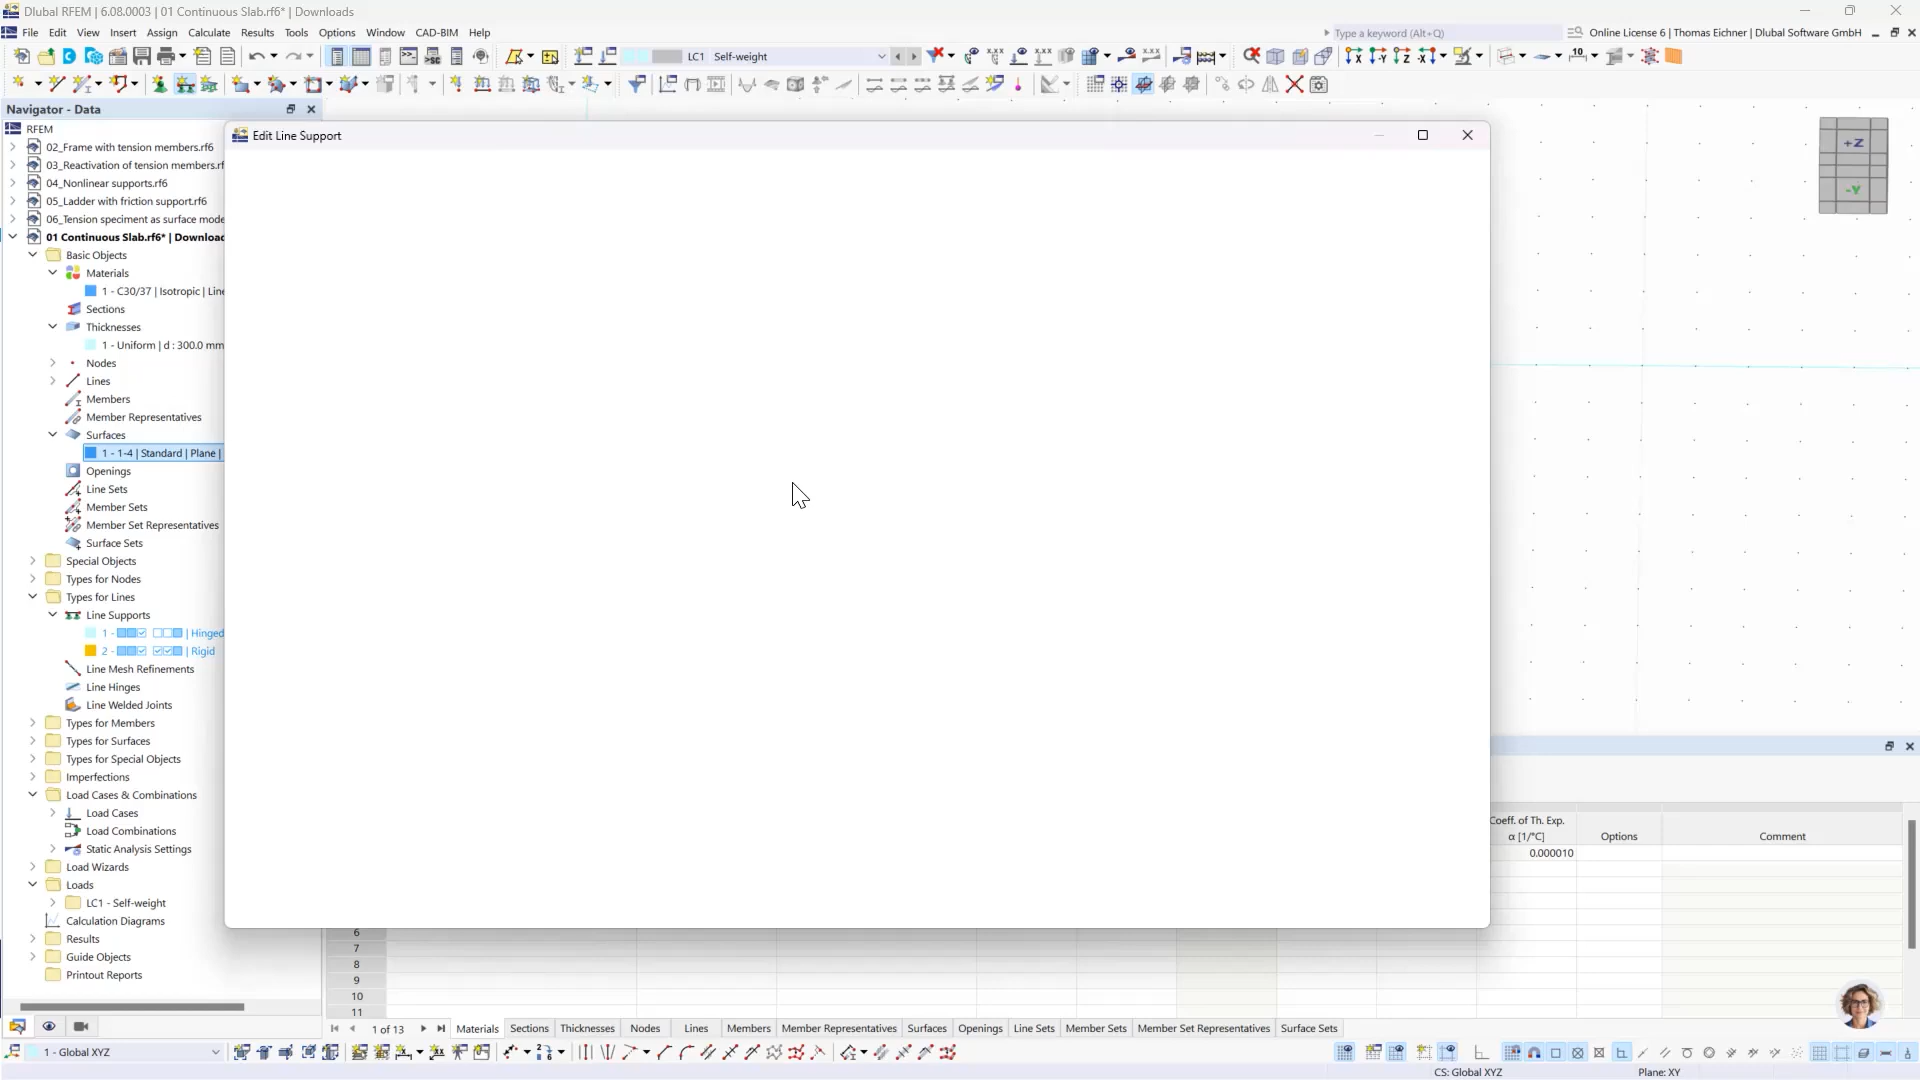 Dlubal RFEM | 6.08.0003 | 01 Continuous Slab.rf6* | Downloads
File Edit View Insert Assign Calculate Results Tools Options Window CAD-BIM Help
Type a keyword (Alt+Q)
Online License 6 | Thomas Eichner | Dlubal Software GmbH
LC1 Self-weight
Navigator - Data
RFEM
02_Frame with tension members.rf6
03_Reactivation of tension members.rf
04_Nonlinear supports.rf6
05_Ladder with friction support.rf6
06_Tension speciment as surface mode
01 Continuous Slab.rf6* | Downloac
Basic Objects
Materials
1 - C30/37 | Isotropic | Line
Sections
Thicknesses
1 - Uniform | d : 300.0 mm
Nodes
Lines
Members
Member Representatives
Surfaces
1 - 1-4 | Standard | Plane |
Openings
Line Sets
Member Sets
Member Set Representatives
Surface Sets
Special Objects
Types for Nodes
Types for Lines
Line Supports
1 - | Hinged
2 - | Rigid
Line Mesh Refinements
Line Hinges
Line Welded Joints
Types for Members
Types for Surfaces
Types for Special Objects
Imperfections
Load Cases & Combinations
Load Cases
Load Combinations
Static Analysis Settings
Load Wizards
Loads
LC1 - Self-weight
Calculation Diagrams
Results
Guide Objects
Printout Reports
Edit Line Support
+Z
-Y
Coeff. of Th. Exp.
α [1/°C]
Options
Comment
0.000010
6
7
8
9
10
11
1 of 13
Materials Sections Thicknesses Nodes Lines Members Member Representatives Surfaces Openings Line Sets Member Sets Member Set Representatives Surface Sets
1 - Global XYZ
CS: Global XYZ
Plane: XY